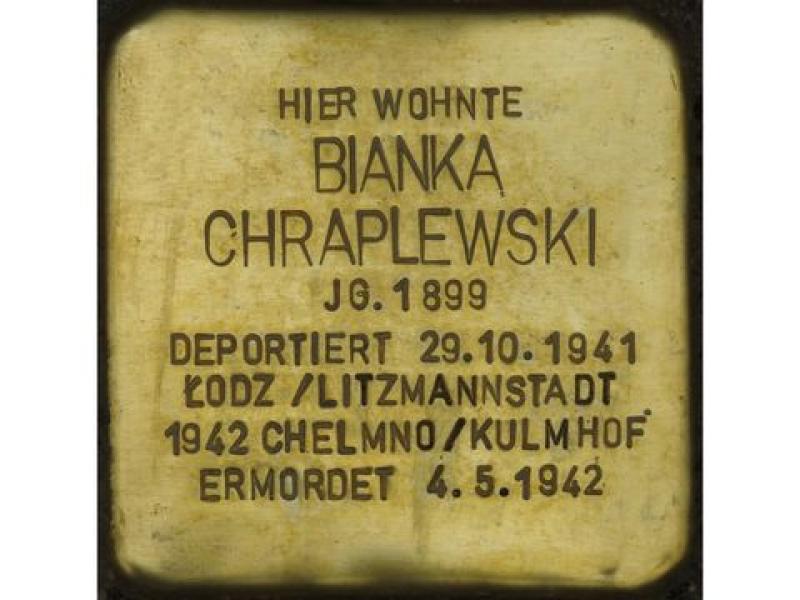 HIER WOHNTE
BIANKA
CHRAPLEWSKI
JG. 1899
DEPORTIERT 29.10.1941
ŁODZ / LITZMANNSTADT
1942 CHELMNO / KULMHOF
ERMORDET 4.5.1942